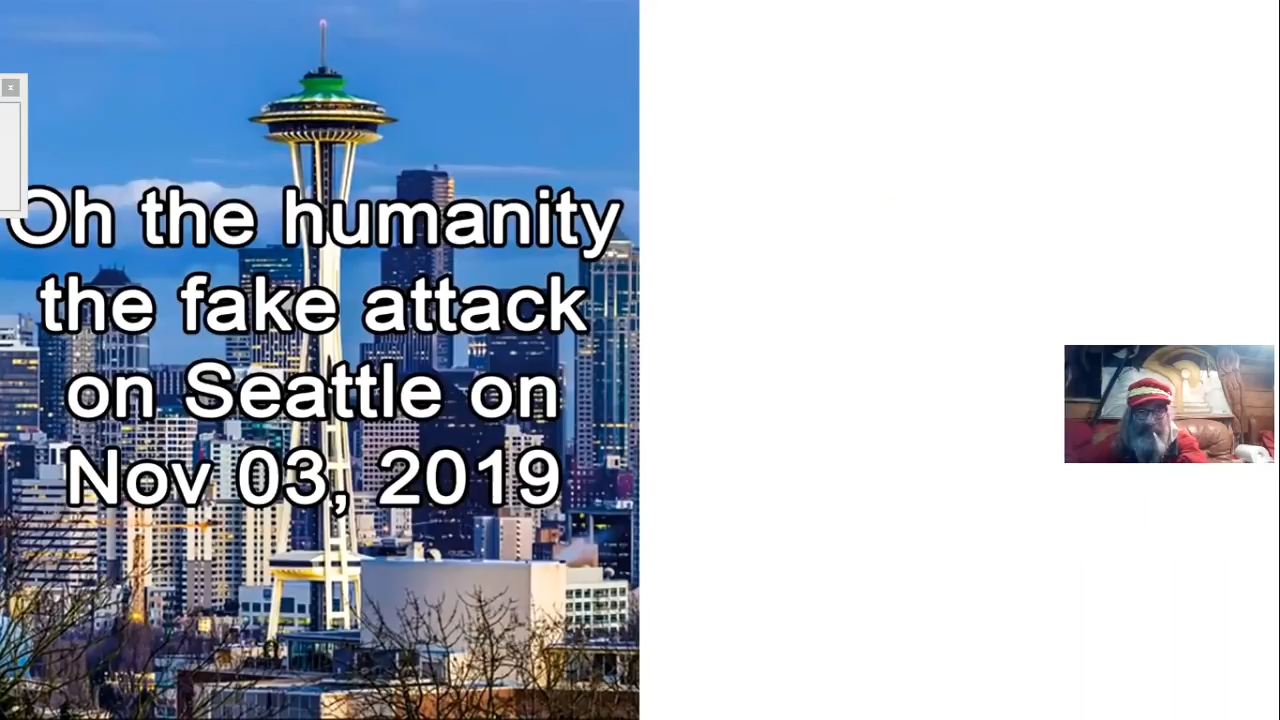 Oh the humanity
the fake attack
on Seattle on
Nov 03, 2019